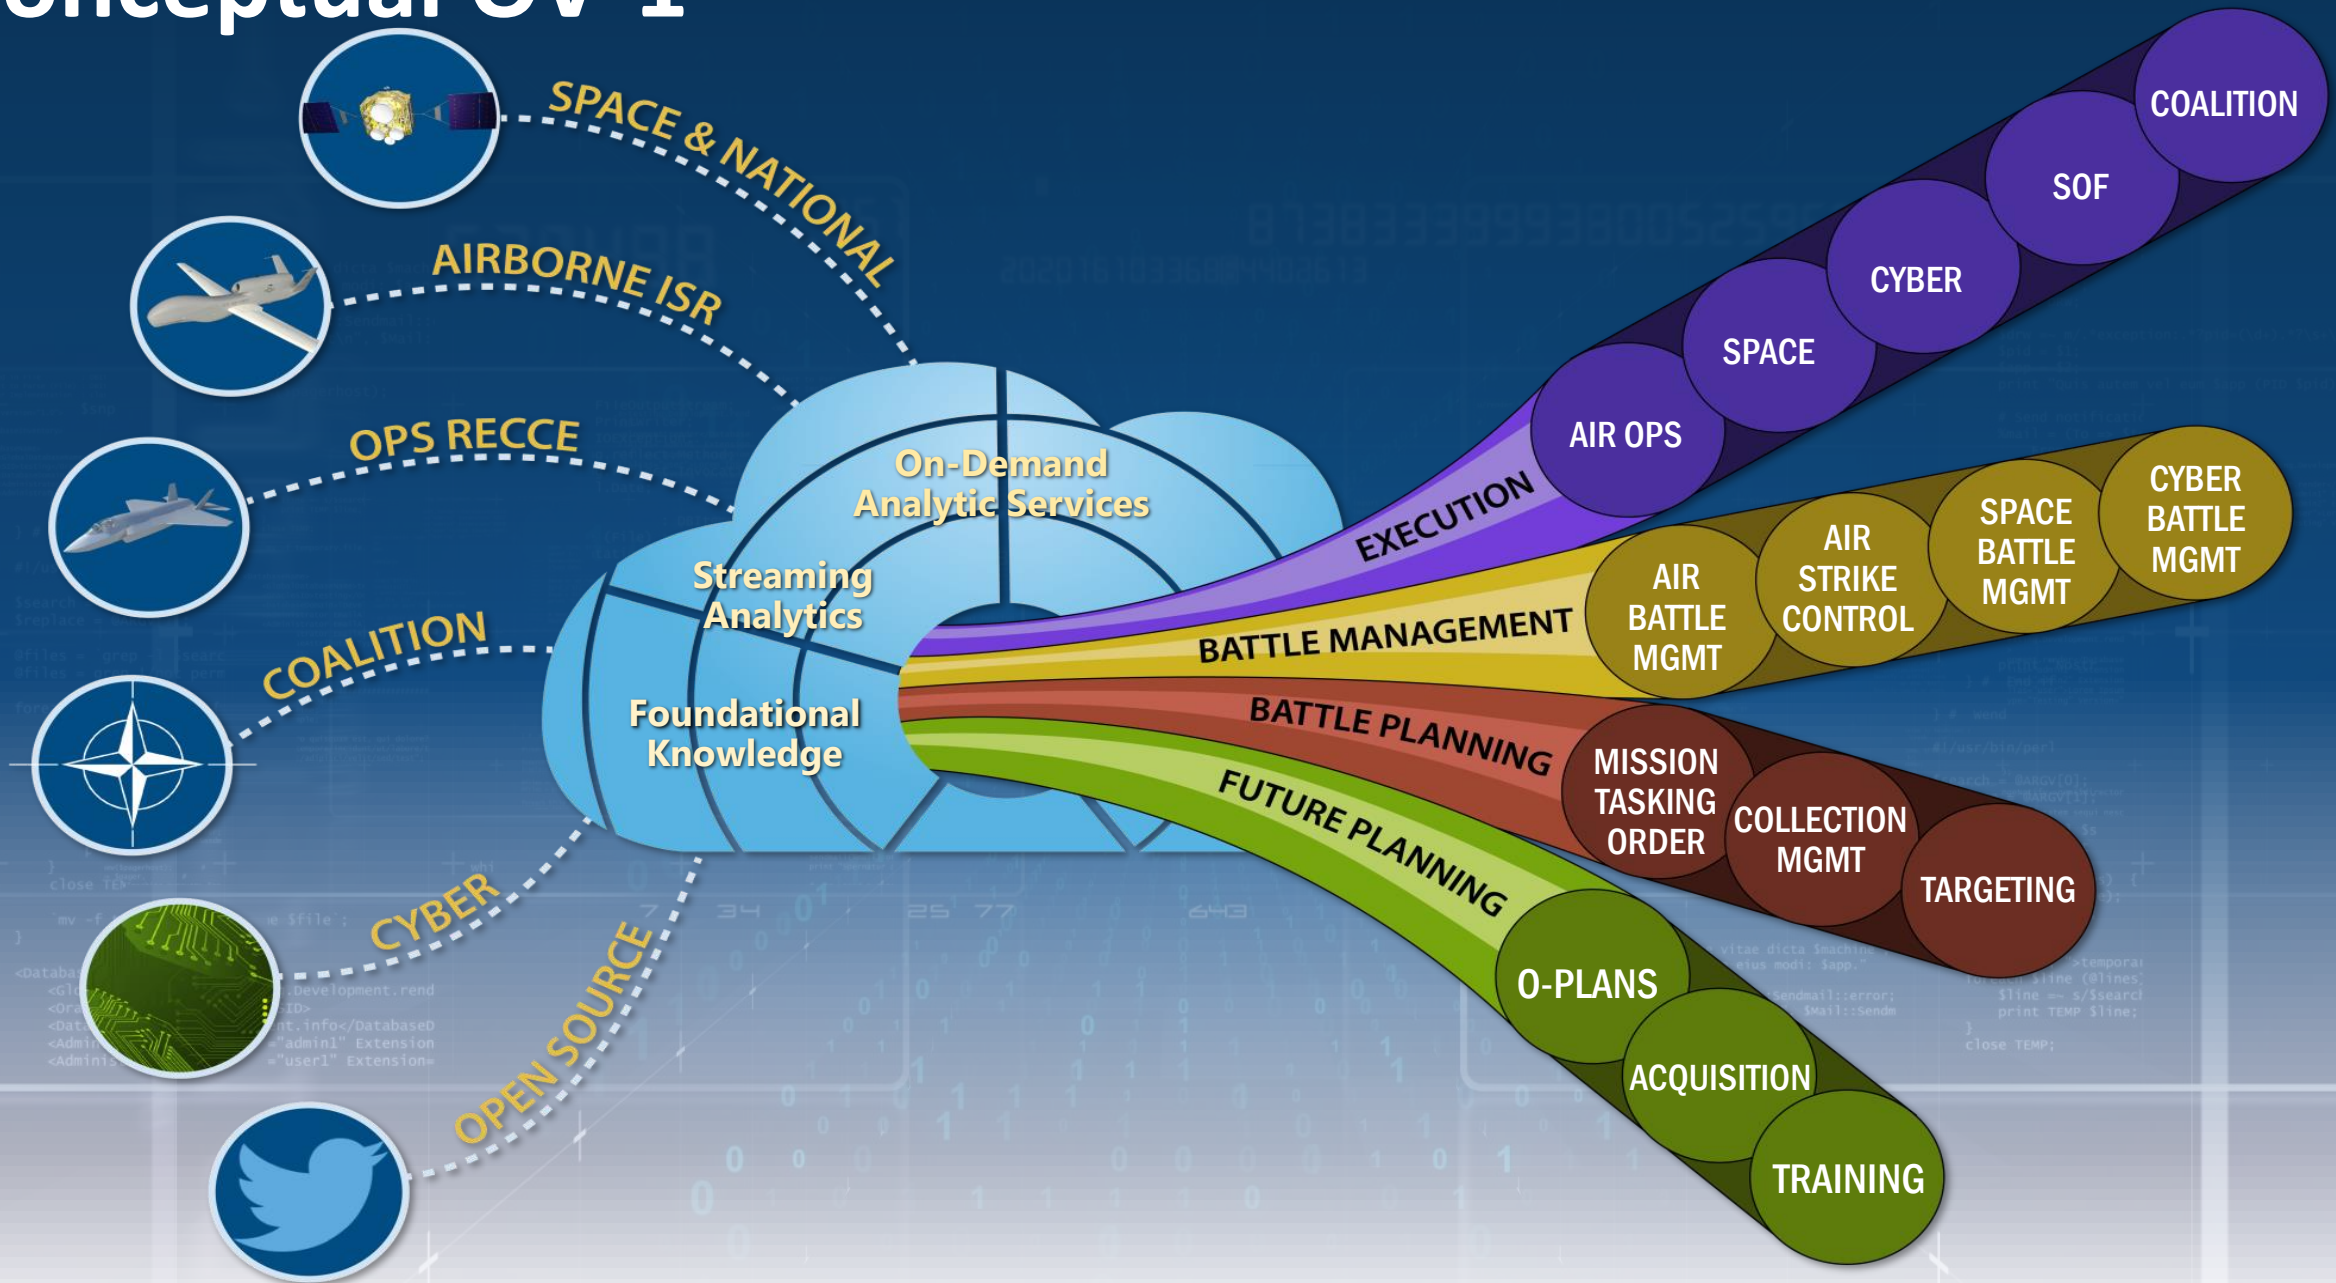 onceptual OV-1
SPACE & NATIONAL
AIRBORNE ISR
OPS RECCE
COALITION
CYBER
OPEN SOURCE
On-Demand
Analytic Services
Streaming
Analytics
Foundational
Knowledge
EXECUTION
AIR OPS
SPACE
CYBER
SOF
COALITION
BATTLE MANAGEMENT
AIR
BATTLE
MGMT
AIR
STRIKE
CONTROL
SPACE
BATTLE
MGMT
CYBER
BATTLE
MGMT
BATTLE PLANNING
MISSION
TASKING
ORDER
COLLECTION
MGMT
TARGETING
FUTURE PLANNING
O-PLANS
ACQUISITION
TRAINING